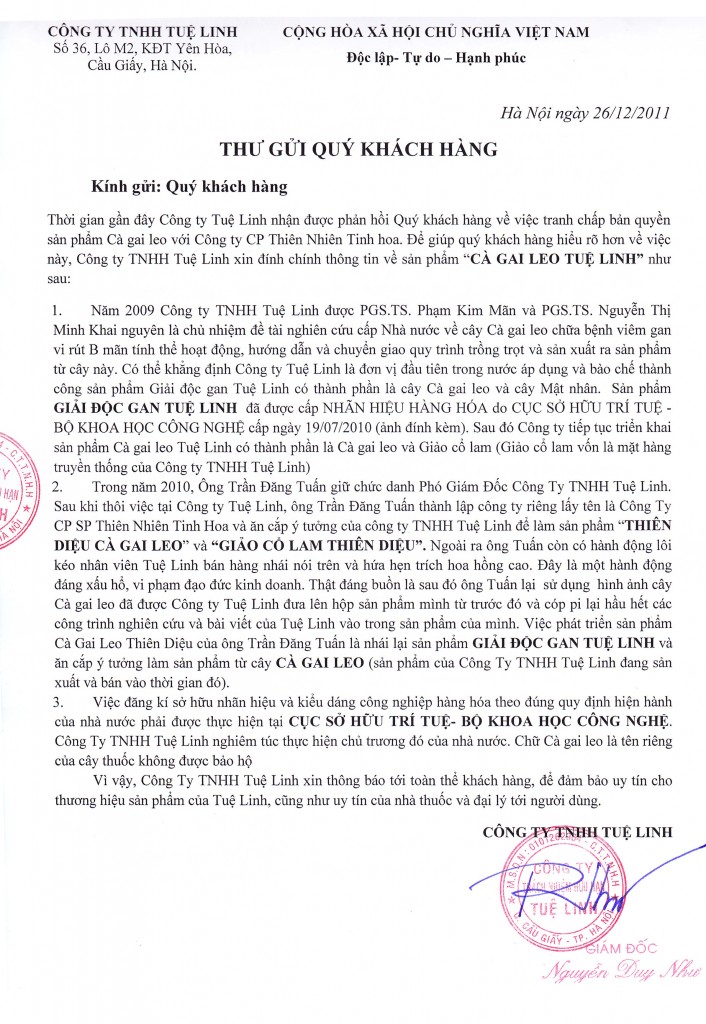 CÔNG TY TNHH TUỆ LINH
Số 36, Lô M2, KĐT Yên Hòa,
Cầu Giấy, Hà Nội.
CỘNG HÒA XÃ HỘI CHỦ NGHĨA VIỆT NAM
Độc lập- Tự do – Hạnh phúc
Hà Nội ngày 26/12/2011
THƯ GỬI QUÝ KHÁCH HÀNG
Kính gửi: Quý khách hàng
Thời gian gần đây Công ty Tuệ Linh nhận được phản hồi Quý khách hàng về việc tranh chấp bản quyền
sản phẩm Cà gai leo với Công ty CP Thiên Nhiên Tinh hoa. Để giúp quý khách hàng hiểu rõ hơn về việc
này, Công ty TNHH Tuệ Linh xin đính chính thông tin về sản phẩm “CÀ GAI LEO TUỆ LINH” như
sau:
1. Năm 2009 Công ty TNHH Tuệ Linh được PGS.TS. Phạm Kim Mãn và PGS.TS. Nguyễn Thị
Minh Khai nguyên là chủ nhiệm đề tài nghiên cứu cấp Nhà nước về cây Cà gai leo chữa bệnh viêm gan
vi rút B mãn tính thể hoạt động, hướng dẫn và chuyển giao quy trình trồng trọt và sản xuất ra sản phẩm
từ cây này. Có thể khẳng định Công ty Tuệ Linh là đơn vị đầu tiên trong nước áp dụng và bào chế thành
công sản phẩm Giải độc gan Tuệ Linh có thành phần là cây Cà gai leo và cây Mật nhân. Sản phẩm
GIẢI ĐỘC GAN TUỆ LINH đã được cấp NHÃN HIỆU HÀNG HÓA do CỤC SỞ HỮU TRÍ TUỆ -
BỘ KHOA HỌC CÔNG NGHỆ cấp ngày 19/07/2010 (ảnh đính kèm). Sau đó Công ty tiếp tục triển khai
sản phẩm Cà gai leo Tuệ Linh có thành phần là Cà gai leo và Giảo cổ lam (Giảo cổ lam vốn là mặt hàng
truyền thống của Công ty TNHH Tuệ Linh)
2. Trong năm 2010, Ông Trần Đăng Tuấn giữ chức danh Phó Giám Đốc Công Ty TNHH Tuệ Linh.
Sau khi thôi việc tại Công ty Tuệ Linh, ông Trần Đăng Tuấn thành lập công ty riêng lấy tên là Công Ty
CP SP Thiên Nhiên Tinh Hoa và ăn cắp ý tưởng của công ty TNHH Tuệ Linh để làm sản phẩm “THIÊN
DIỆU CÀ GAI LEO” và “GIẢO CỔ LAM THIÊN DIỆU”. Ngoài ra ông Tuấn còn có hành động lôi
kéo nhân viên Tuệ Linh bán hàng nhái nói trên và hứa hẹn trích hoa hồng cao. Đây là một hành động
đáng xấu hổ, vi phạm đạo đức kinh doanh. Thật đáng buồn là sau đó ông Tuấn lại sử dụng hình ảnh cây
Cà gai leo đã được Công ty Tuệ Linh đưa lên hộp sản phẩm mình từ trước đó và cóp pi lại hầu hết các
công trình nghiên cứu và bài viết của Tuệ Linh vào trong sản phẩm của mình. Việc phát triển sản phẩm
Cà Gai Leo Thiên Diệu của ông Trần Đăng Tuấn là nhái lại sản phẩm GIẢI ĐỘC GAN TUỆ LINH và
ăn cắp ý tưởng làm sản phẩm từ cây CÀ GAI LEO (sản phẩm của Công Ty TNHH Tuệ Linh đang sản
xuất và bán vào thời gian đó).
3. Việc đăng kí sở hữu nhãn hiệu và kiểu dáng công nghiệp hàng hóa theo đúng quy định hiện hành
của nhà nước phải được thực hiện tại CỤC SỞ HỮU TRÍ TUỆ- BỘ KHOA HỌC CÔNG NGHỆ.
Công Ty TNHH Tuệ Linh nghiêm túc thực hiện chủ trương đó của nhà nước. Chữ Cà gai leo là tên riêng
của cây thuốc không được bảo hộ
Vì vậy, Công Ty TNHH Tuệ Linh xin thông báo tới toàn thể khách hàng, để đảm bảo uy tín cho
thương hiệu sản phẩm của Tuệ Linh, cũng như uy tín của nhà thuốc và đại lý tới người dùng.
CÔNG TY TNHH TUỆ LINH
CÔNG TY
TRÁCH NHIỆM HỮU HẠN
TUỆ LINH
Q. CẦU GIẤY - TP. HÀ NỘI
GIÁM ĐỐC
Nguyễn Duy Như